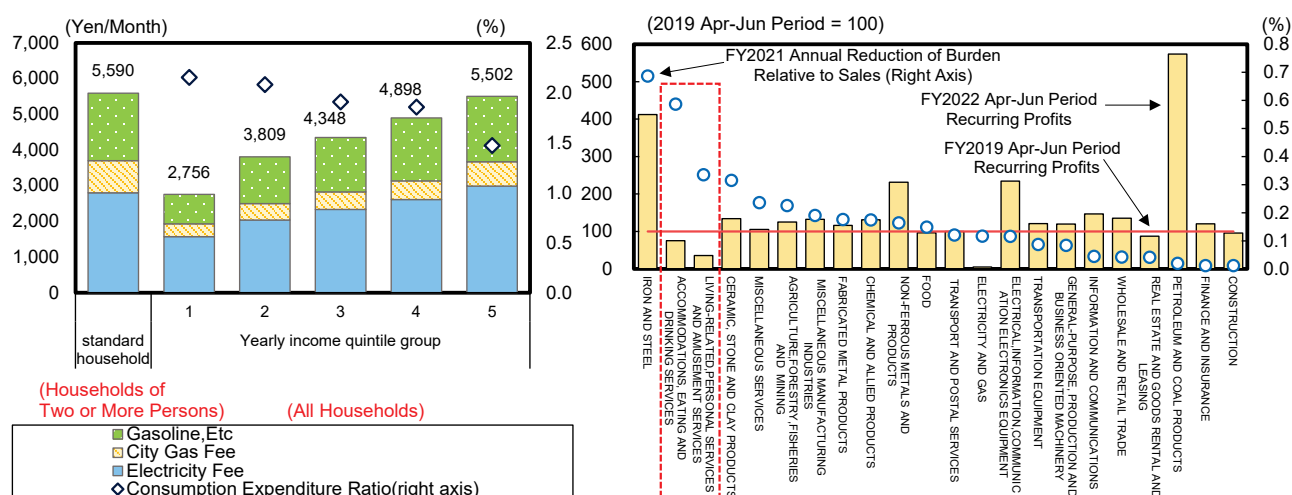 (Yen/Month)
(%)
7,000
6,000
5,000
4,000
3,000
2,000
1,000
0
2.5
2.0
1.5
1.0
0.5
0.0
5,590
2,756
3,809
4,348
4,898
5,502
1
2
3
4
5
standard
household
Yearly income quintile group
(Households of
Two or More Persons)
(All Households)
Gasoline,Etc
City Gas Fee
Electricity Fee
Consumption Expenditure Ratio(right axis)
(2019 Apr-Jun Period = 100)
(%)
600
500
400
300
200
100
0
0.8
0.7
0.6
0.5
0.4
0.3
0.2
0.1
0.0
FY2021 Annual Reduction of Burden
Relative to Sales (Right Axis)
FY2022 Apr-Jun Period
Recurring Profits
FY2019 Apr-Jun Period
Recurring Profits
IRON AND STEEL
ACCOMMODATIONS, EATING AND
DRINKING SERVICES
LIVING-RELATED,PERSONAL SERVICES
AND AMUSEMENT SERVICES
CERAMIC, STONE AND CLAY PRODUCTS
MISCELLANEOUS SERVICES
AGRICULTURE,FORESTRY,FISHERIES
AND MINING
MISCELLANEOUS MANUFACTURING
INDUSTRIES
FABRICATED METAL PRODUCTS
CHEMICAL AND ALLIED PRODUCTS
NON-FERROUS METALS AND
PRODUCTS
FOOD
TRANSPORT AND POSTAL SERVICES
ELECTRICITY AND GAS
ELECTRICAL,INFORMATION,COMMUNIC
ATION ELECTRONICS EQUIPMENT
TRANSPORTATION EQUIPMENT
GENERAL-PURPOSE, PRODUCTION AND
BUSINESS ORIENTED MACHINERY
INFORMATION AND COMMUNICATIONS
WHOLESALE AND RETAIL TRADE
REAL ESTATE AND GOODS RENTAL AND
LEASING
PETROLEUM AND COAL PRODUCTS
FINANCE AND INSURANCE
CONSTRUCTION